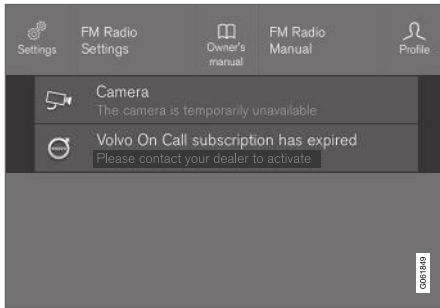 Settings
FM Radio
Settings
Owner's
manual
FM Radio
Manual
Profile
Camera
The camera is temporarily unavailable
Volvo On Call subscription has expired
Please contact your dealer to activate
G061849